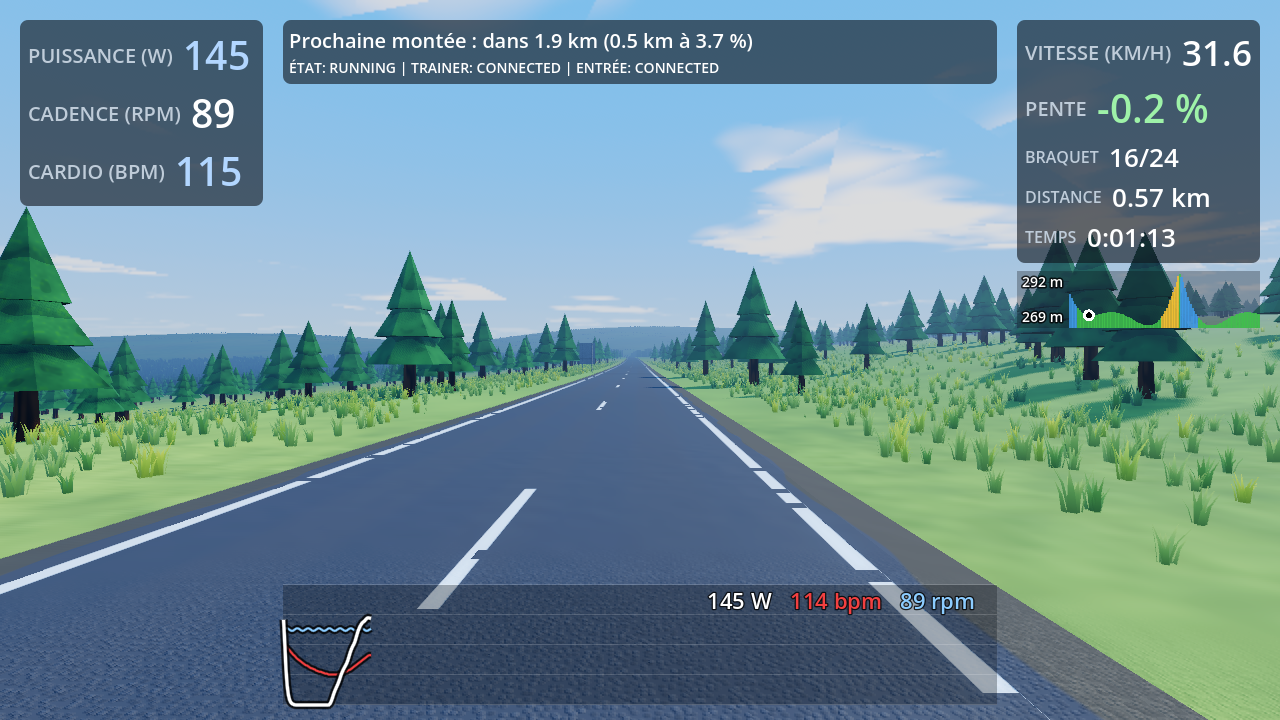 PUISSANCE (W) 145
CADENCE (RPM) 89
CARDIO (BPM) 115
Prochaine montée : dans 1.9 km (0.5 km à 3.7 %)
ÉTAT: RUNNING | TRAINER: CONNECTED | ENTRÉE: CONNECTED
VITESSE (KM/H) 31.6
PENTE -0.2 %
BRAQUET 16/24
DISTANCE 0.57 km
TEMPS 0:01:13
292 m
269 m
145 W 114 bpm 89 rpm